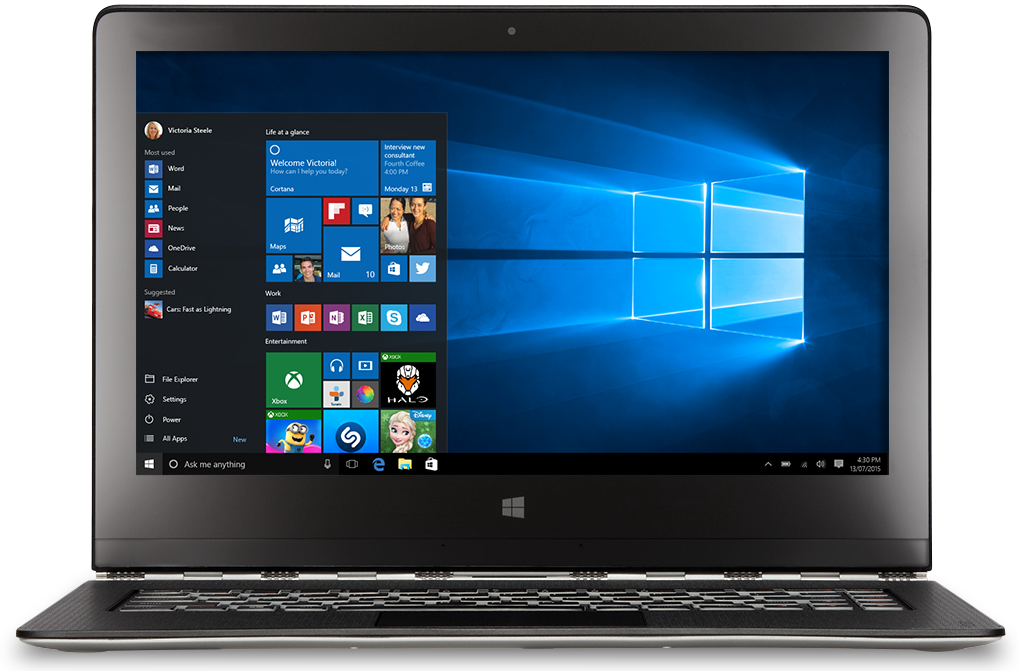 Victoria Steele
Most used
Word
Mail
People
News
OneDrive
Calculator
Suggested
Cars: Fast as Lightning
File Explorer
Settings
Power
All Apps
New
Life at a glance
Welcome Victoria!
How can I help you today?
Cortana
Interview new
consultant
Fourth Coffee
4:00 PM
Monday 13
Maps
Photos
Mail
10
Work
Entertainment
Xbox
XBOX
HALO
XBOX
Disney
Ask me anything
4:30 PM
13/07/2015